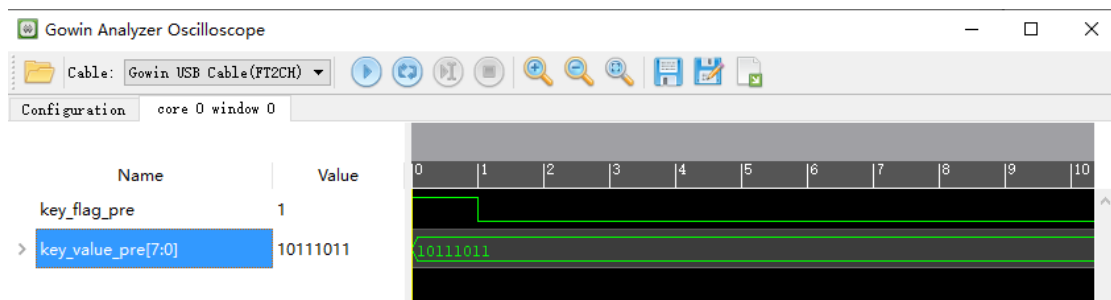 Gowin Analyzer Oscilloscope
Cable: Gowin USB Cable(FT2CH)
Configuration core 0 window 0
Name Value 0 1 2 3 4 5 6 7 8 9 10
key_flag_pre 1
key_value_pre[7:0] 10111011 10111011